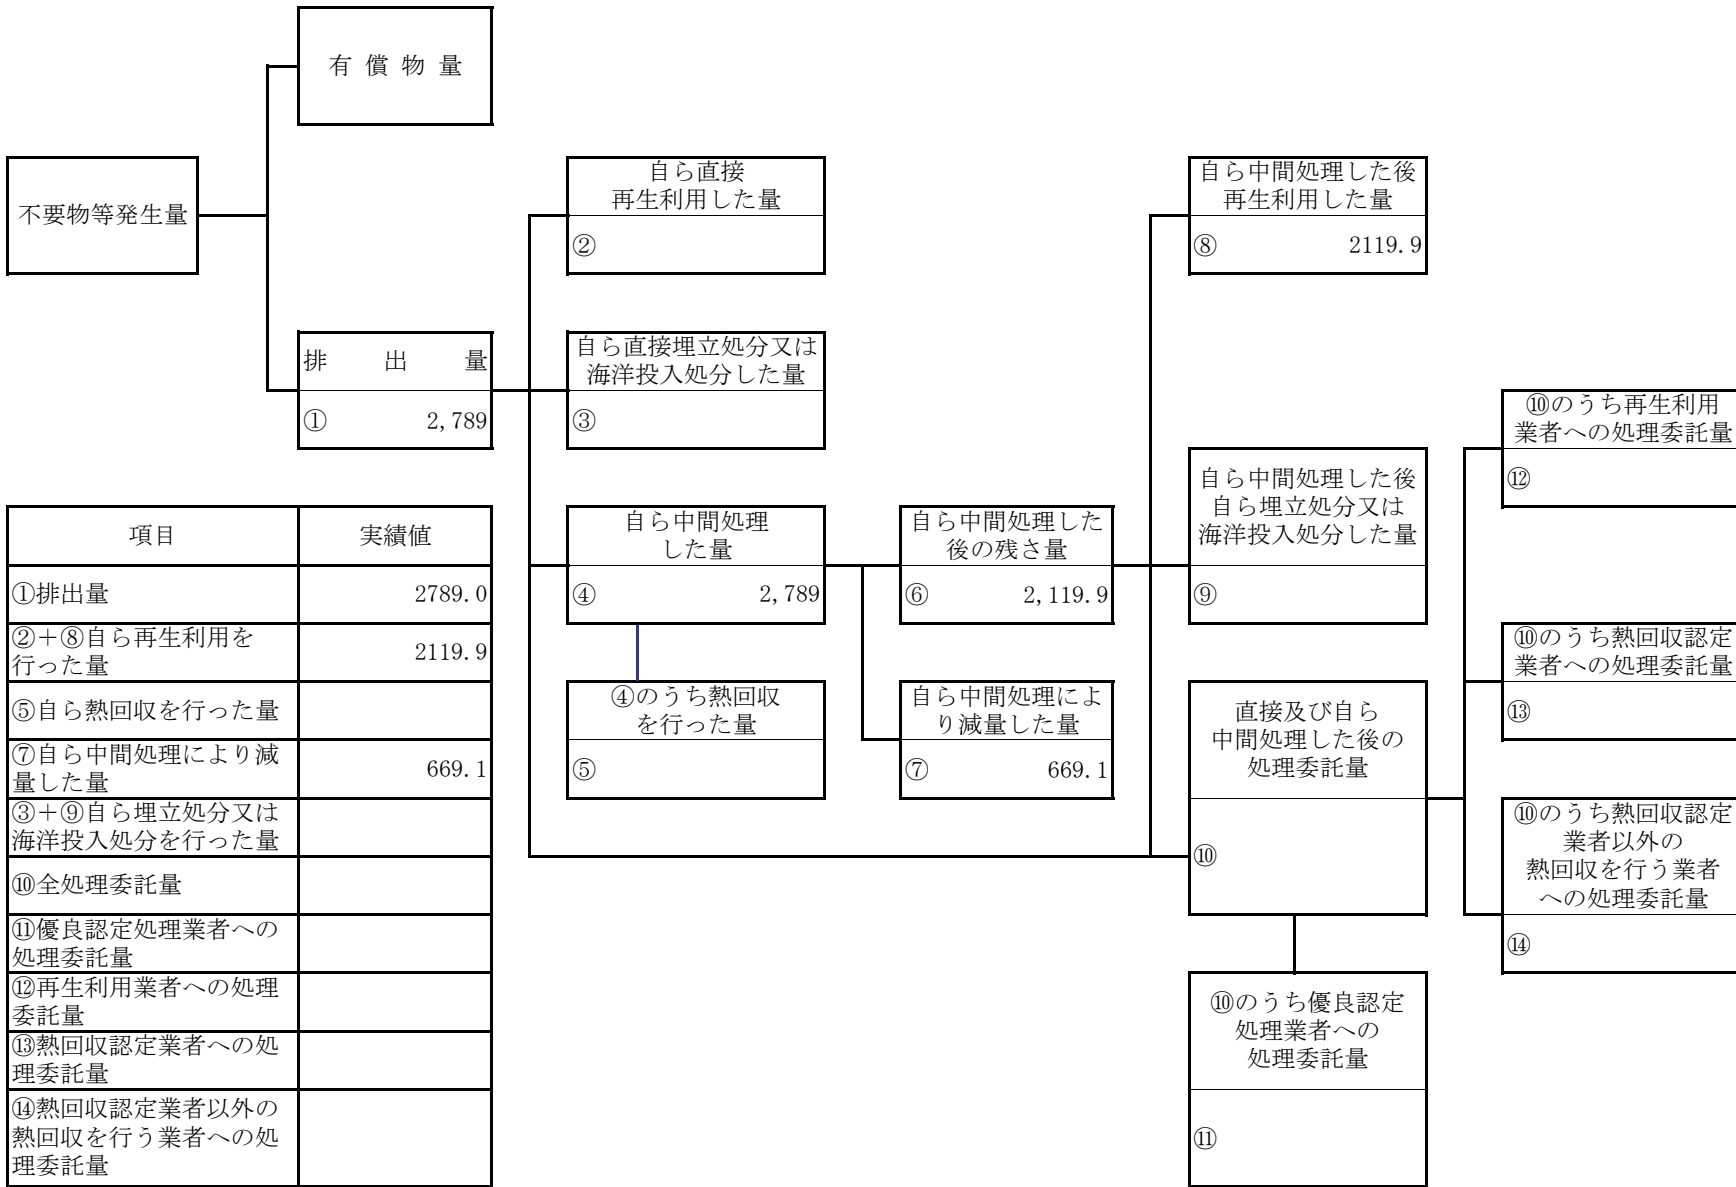 有 償 物 量
不要物等発生量
自ら直接
再生利用した量
②
自ら中間処理した後
再生利用した量
⑧ 2119.9
排 出 量
① 2,789
自ら直接埋立処分又は
海洋投入処分した量
③
⑩のうち再生利用
業者への処理委託量
⑫
自ら中間処理
した量
④ 2,789
自ら中間処理した
後の残さ量
⑥ 2,119.9
自ら中間処理した後
自ら埋立処分又は
海洋投入処分した量
⑨
⑩のうち熱回収認定
業者への処理委託量
⑬
④のうち熱回収
を行った量
⑤
自ら中間処理によ
り減量した量
⑦ 669.1
直接及び自ら
中間処理した後の
処理委託量
⑩
⑩のうち熱回収認定
業者以外の
熱回収を行う業者
への処理委託量
⑭
⑩のうち優良認定
処理業者への
処理委託量
⑪
項目 実績値
①排出量 2789.0
②+⑧自ら再生利用を
行った量 2119.9
⑤自ら熱回収を行った量
⑦自ら中間処理により減
量した量 669.1
③+⑨自ら埋立処分又は
海洋投入処分を行った量
⑩全処理委託量
⑪優良認定処理業者への
処理委託量
⑫再生利用業者への処理
委託量
⑬熱回収認定業者への処
理委託量
⑭熱回収認定業者以外の
熱回収を行う業者への処
理委託量